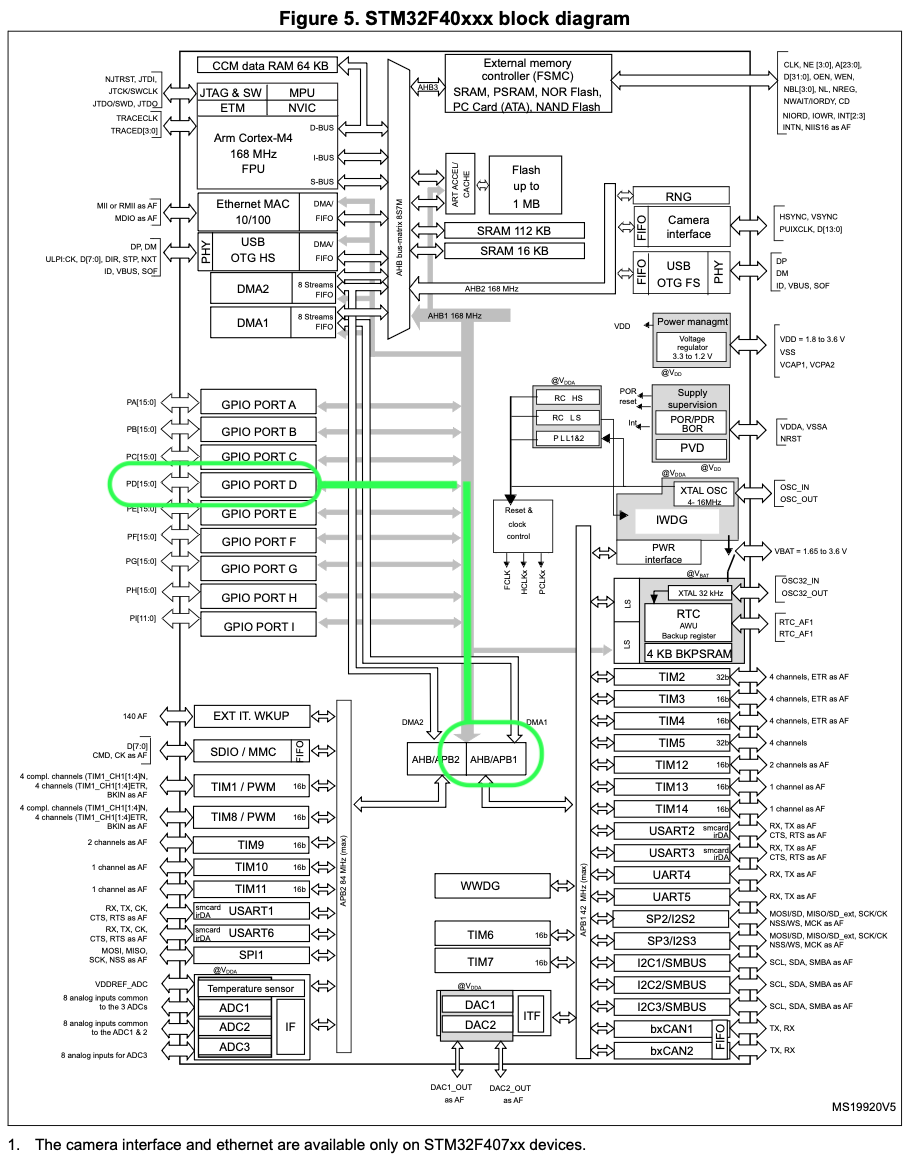 Figure 5. STM32F40xxx block diagram
CCM data RAM 64 KB
NJTRST, JTDI,
JTCK/SWCLK
JTDO/SWD, JTDO
TRACECLK
TRACED[3:0]
JTAG & SW
MPU
ETM
NVIC
Arm Cortex-M4
168 MHz
FPU
D-BUS
I-BUS
S-BUS
MII or RMII as AF
MDIO as AF
Ethernet MAC
10/100
DMA/
FIFO
DP, DM
ULPI:CK, D[7:0], DIR, STP, NXT
ID, VBUS, SOF
PHY
USB
OTG HS
DMA/
FIFO
DMA2
8 Streams
FIFO
DMA1
8 Streams
FIFO
AHB bus-matrix 8S7M
AHB3
External memory
controller (FSMC)
SRAM, PSRAM, NOR Flash,
PC Card (ATA), NAND Flash
CLK, NE [3:0], A[23:0],
D[31:0], OEN, WEN,
NBL[3:0], NL, NREG,
NWAIT/IORDY, CD
NIORD, IOWR, INT[2:3]
INTN, NIIS16 as AF
ART ACCEL/
CACHE
Flash
up to
1 MB
SRAM 112 KB
SRAM 16 KB
AHB2 168 MHz
AHB1 168 MHz
RNG
FIFO
Camera
interface
HSYNC, VSYNC
PUIXCLK, D[13:0]
FIFO
USB
OTG FS
PHY
DP
DM
ID, VBUS, SOF
VDD
Power managmt
Voltage
regulator
3.3 to 1.2 V
@VDD
VDD = 1.8 to 3.6 V
VSS
VCAP1, VCPA2
@VDDA
RC HS
RC LS
P LL1&2
POR
reset
Int
Supply
supervision
POR/PDR
BOR
PVD
@VDDA
@VDD
VDDA, VSSA
NRST
XTAL OSC
4- 16MHz
IWDG
OSC_IN
OSC_OUT
Reset &
clock
control
FCLK
HCLKx
PCLKx
PWR
interface
VBAT = 1.65 to 3.6 V
@VBAT
LS
LS
XTAL 32 kHz
RTC
AWU
Backup register
4 KB BKPSRAM
OSC32_IN
OSC32_OUT
RTC_AF1
RTC_AF1
PA[15:0]
GPIO PORT A
PB[15:0]
GPIO PORT B
PC[15:0]
GPIO PORT C
PD[15:0]
GPIO PORT D
PE[15:0]
GPIO PORT E
PF[15:0]
GPIO PORT F
PG[15:0]
GPIO PORT G
PH[15:0]
GPIO PORT H
PI[11:0]
GPIO PORT I
DMA2
DMA1
AHB/APB2
AHB/APB1
140 AF
EXT IT. WKUP
D[7:0]
CMD, CK as AF
SDIO / MMC
FIFO
4 compl. channels (TIM1_CH1[1:4]N,
4 channels (TIM1_CH1[1:4]ETR,
BKIN as AF
TIM1 / PWM
16b
4 compl. channels (TIM1_CH1[1:4]N,
4 channels (TIM1_CH1[1:4]ETR,
BKIN as AF
TIM8 / PWM
16b
2 channels as AF
TIM9
16b
1 channel as AF
TIM10
16b
1 channel as AF
TIM11
16b
RX, TX, CK,
CTS, RTS as AF
smcard
irDA
USART1
RX, TX, CK,
CTS, RTS as AF
smcard
irDA
USART6
MOSI, MISO,
SCK, NSS as AF
SPI1
@VDDA
VDDREF_ADC
Temperature sensor
8 analog inputs common
to the 3 ADCs
ADC1
8 analog inputs common
to the ADC1 & 2
ADC2
8 analog inputs for ADC3
ADC3
IF
APB2 84 MHz (max)
WWDG
TIM6
16b
TIM7
16b
@VDDA
DAC1
DAC2
ITF
DAC1_OUT
as AF
DAC2_OUT
as AF
APB1 42 MHz (max)
TIM2
32b
4 channels, ETR as AF
TIM3
16b
4 channels, ETR as AF
TIM4
16b
4 channels, ETR as AF
TIM5
32b
4 channels
TIM12
16b
2 channels as AF
TIM13
16b
1 channel as AF
TIM14
16b
1 channel as AF
USART2
smcard
irDA
RX, TX as AF
CTS, RTS as AF
USART3
smcard
irDA
RX, TX as AF
CTS, RTS as AF
UART4
RX, TX as AF
UART5
RX, TX as AF
SP2/I2S2
MOSI/SD, MISO/SD_ext, SCK/CK
NSS/WS, MCK as AF
SP3/I2S3
MOSI/SD, MISO/SD_ext, SCK/CK
NSS/WS, MCK as AF
I2C1/SMBUS
SCL, SDA, SMBA as AF
I2C2/SMBUS
SCL, SDA, SMBA as AF
I2C3/SMBUS
SCL, SDA, SMBA as AF
bxCAN1
TX, RX
bxCAN2
FIFO
TX, RX
MS19920V5
1. The camera interface and ethernet are available only on STM32F407xx devices.